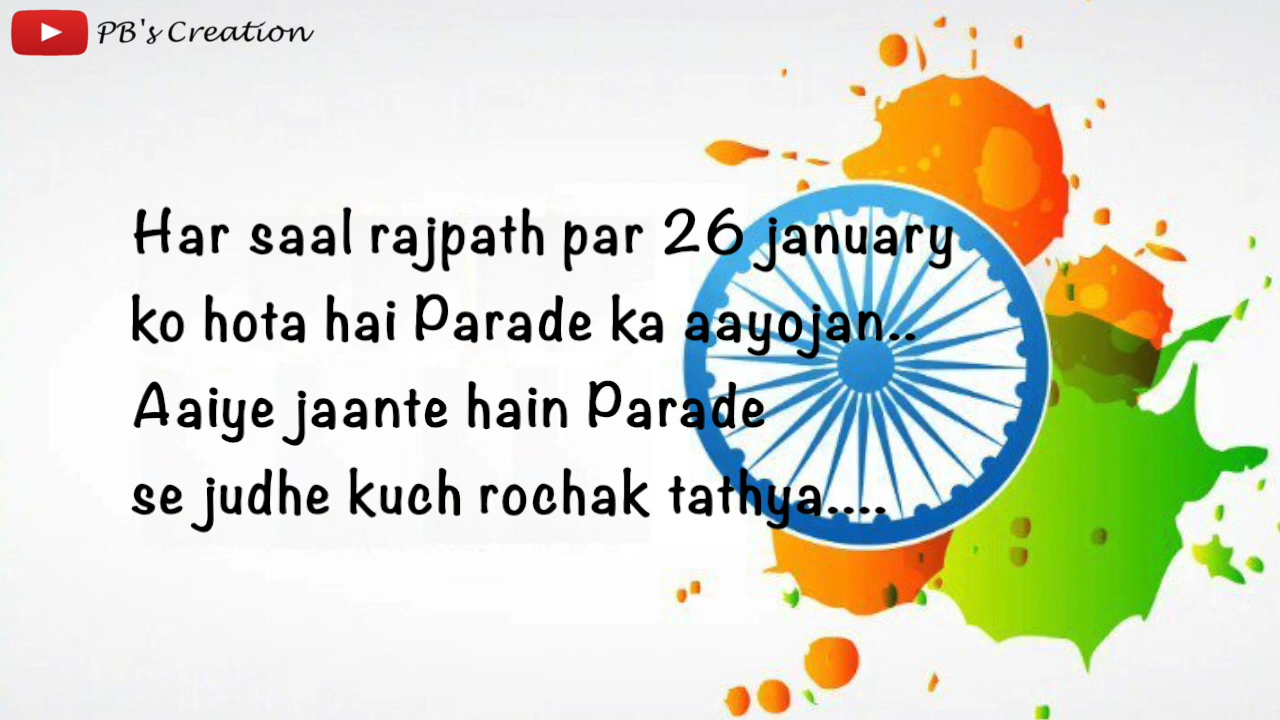 PB's Creation
Har saal rajpath par 26 january
ko hota hai Parade ka aayojan..
Aaiye jaante hain Parade
se judhe kuch rochak tathya....